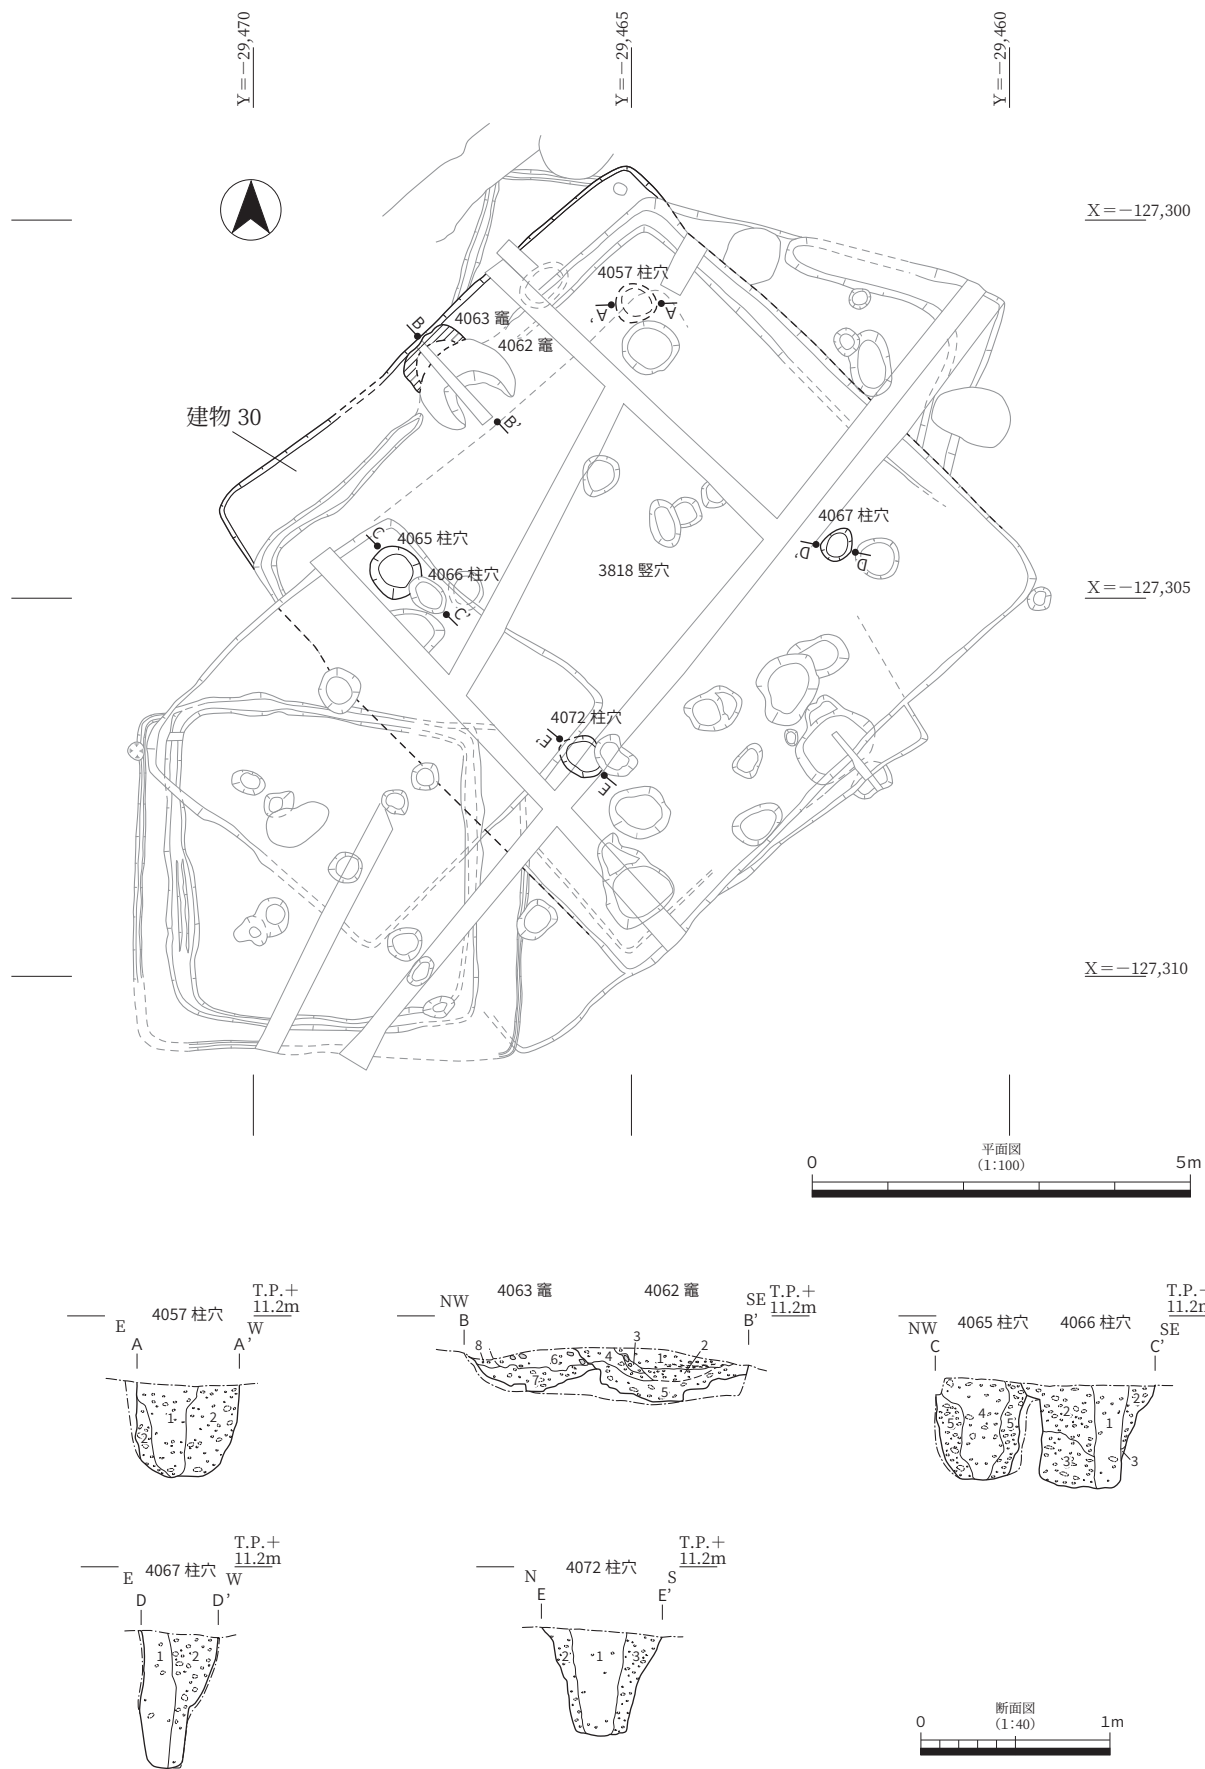 Y＝－29,470
Y＝－29,465
Y＝－29,460
X＝－127,300
4057 柱穴
A'
A
B
4063 竈
4062 竈
B'
建物 30
4067 柱穴
D'
D
C
4065 柱穴
4066 柱穴
C'
3818 竪穴
X＝－127,305
4072 柱穴
E'
E
X＝－127,310
平面図
（1：100）
0
5m
4057 柱穴
T.P.＋
11.2m
E
W
A
A'
1
2
2
4063 竈
4062 竈
NW
SE
T.P.＋
11.2m
B
B'
8
6
7
4
3
1
2
5
4065 柱穴
4066 柱穴
T.P.＋
11.2m
NW
SE
C
C'
5
4
5
2
1
2
3
3
4067 柱穴
T.P.＋
11.2m
E
W
D
D'
1
2
4072 柱穴
T.P.＋
11.2m
N
S
E
E'
2
1
3
断面図
（1：40）
0
1m